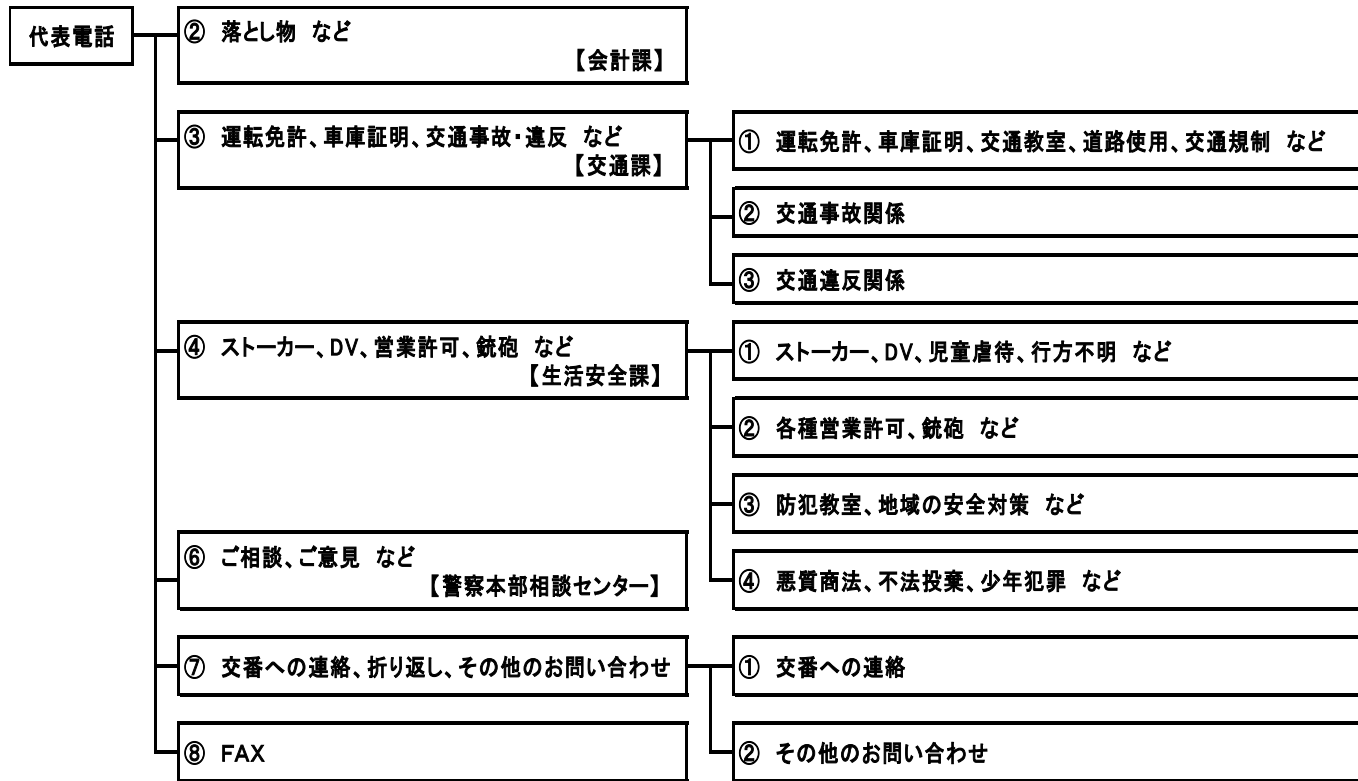 代表電話
② 落とし物 など
【会計課】
③ 運転免許、車庫証明、交通事故・違反 など
【交通課】
① 運転免許、車庫証明、交通教室、道路使用、交通規制 など
② 交通事故関係
③ 交通違反関係
④ ストーカー、DV、営業許可、銃砲 など
【生活安全課】
① ストーカー、DV、児童虐待、行方不明 など
② 各種営業許可、銃砲 など
③ 防犯教室、地域の安全対策 など
④ 悪質商法、不法投棄、少年犯罪 など
⑥ ご相談、ご意見 など
【警察本部相談センター】
⑦ 交番への連絡、折り返し、その他のお問い合わせ
① 交番への連絡
② その他のお問い合わせ
⑧ FAX